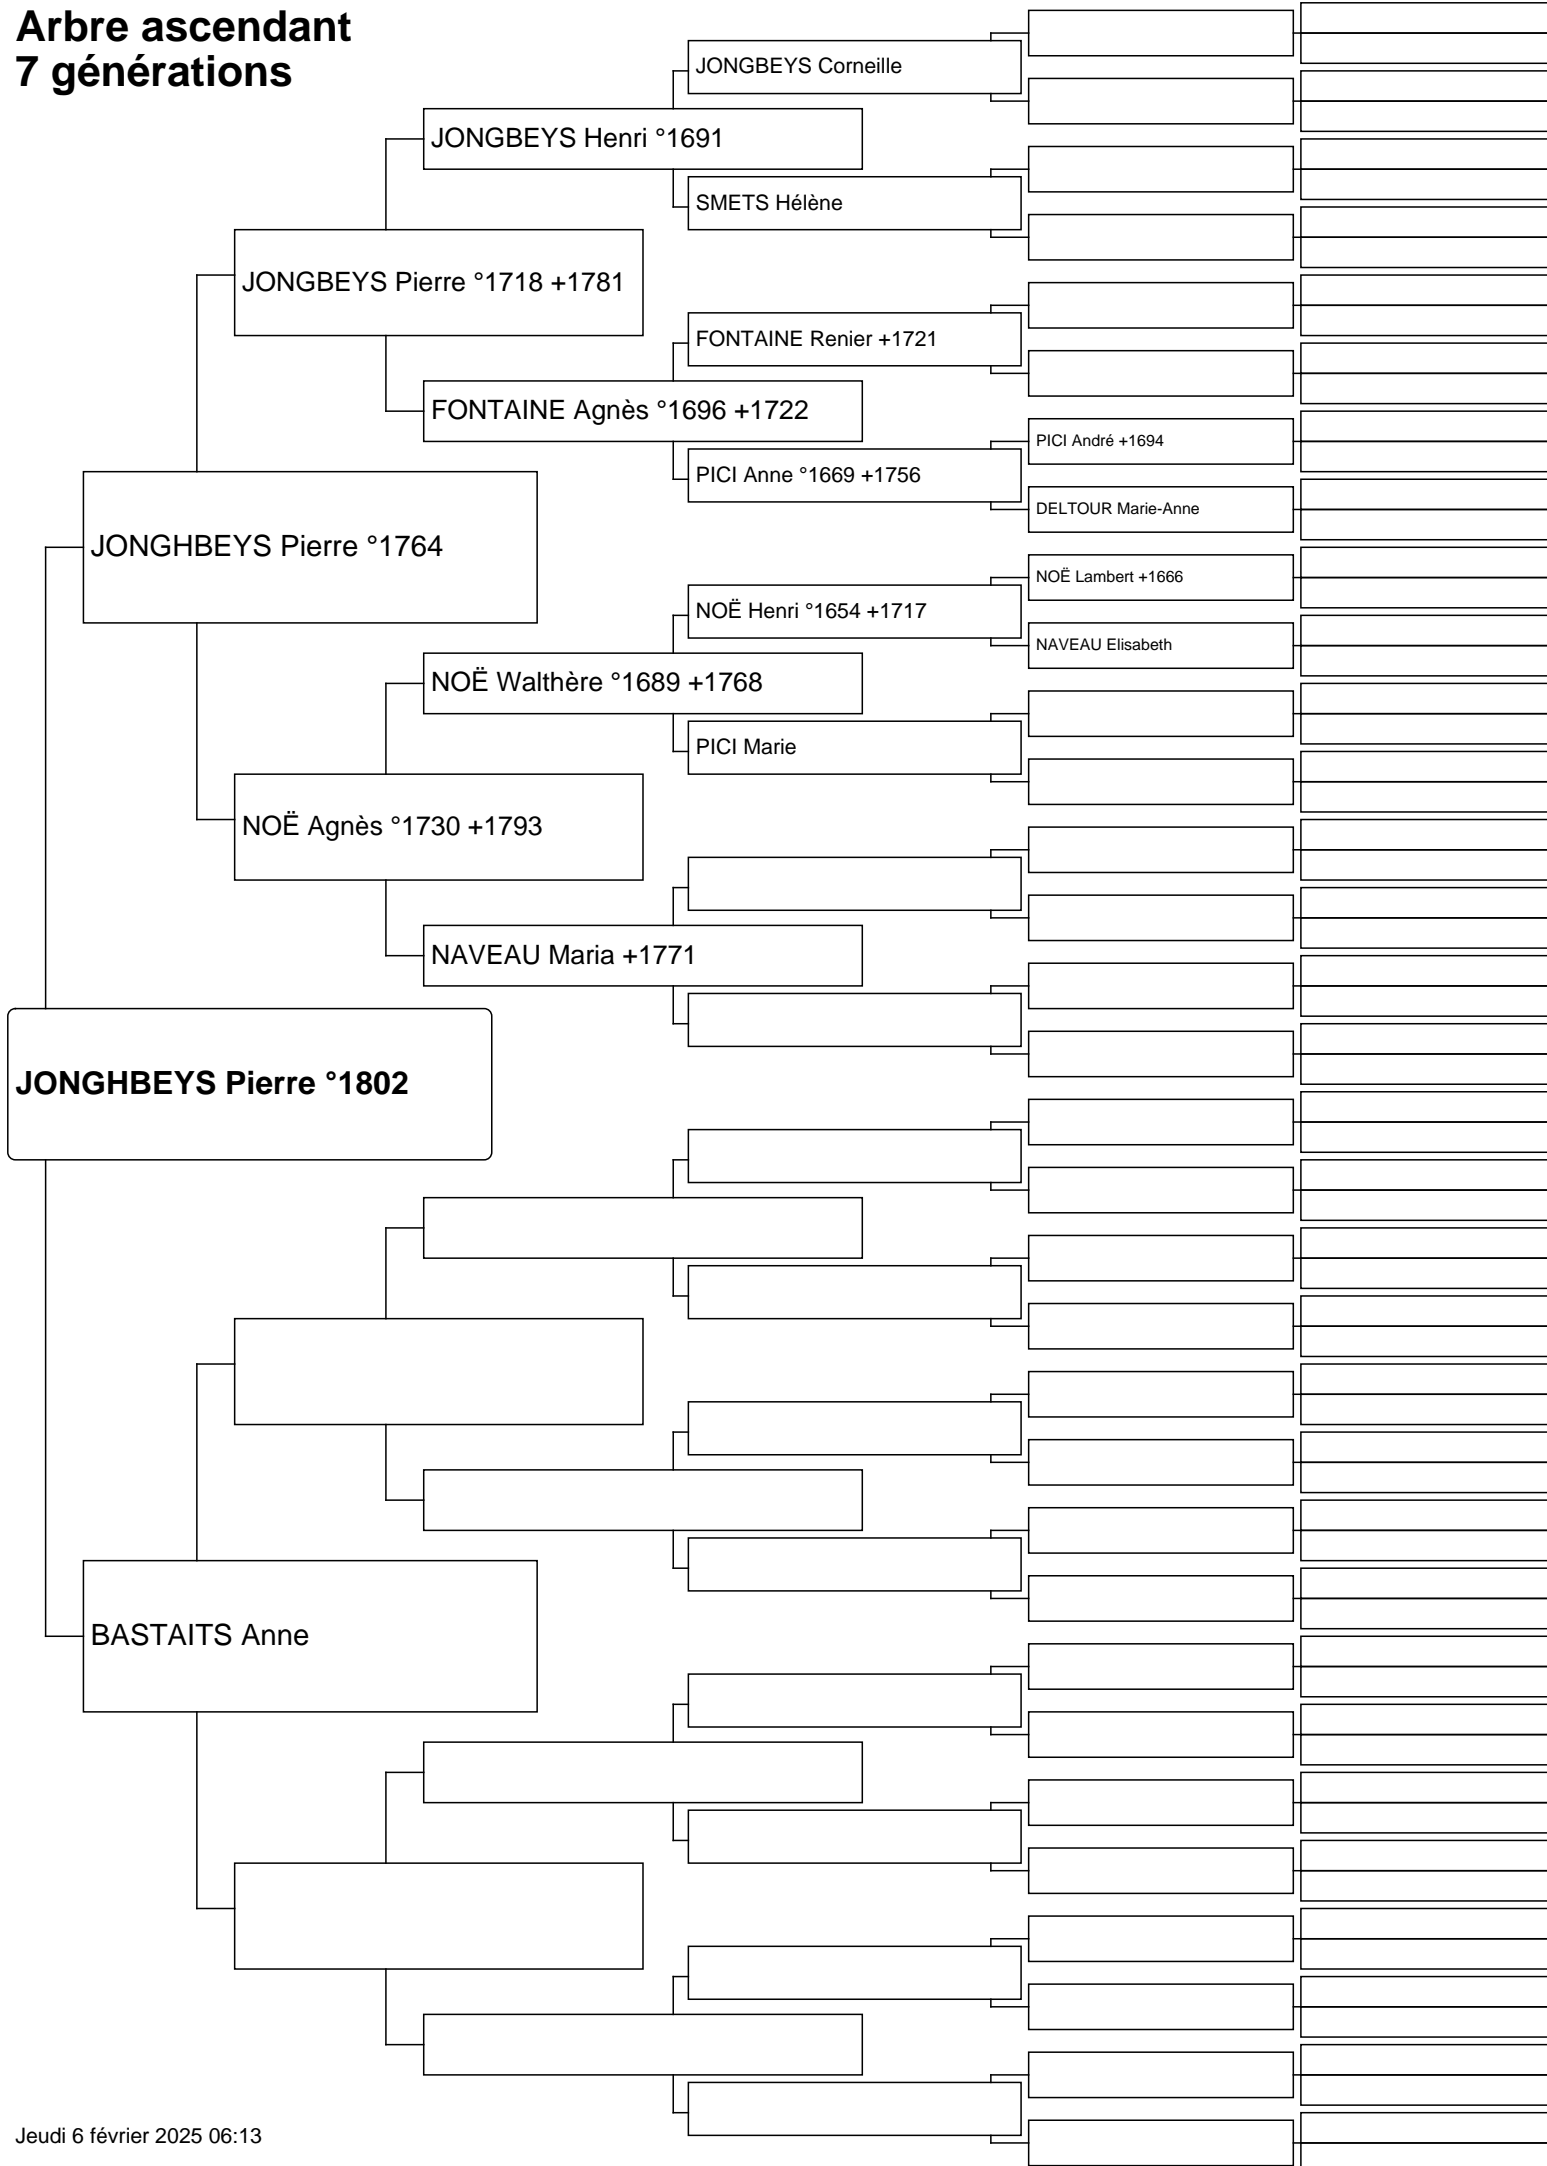 Arbre ascendant
7 générations
JONGBEYS Corneille
JONGBEYS Henri °1691
SMETS Hélène
JONGBEYS Pierre °1718 +1781
FONTAINE Renier +1721
FONTAINE Agnès °1696 +1722
PICI André +1694
PICI Anne °1669 +1756
DELTOUR Marie-Anne
JONGHBEYS Pierre °1764
NOË Lambert +1666
NOË Henri °1654 +1717
NAVEAU Elisabeth
NOË Walthère °1689 +1768
PICI Marie
NOË Agnès °1730 +1793
NAVEAU Maria +1771
JONGHBEYS Pierre °1802
BASTAITS Anne
Jeudi 6 février 2025 06:13